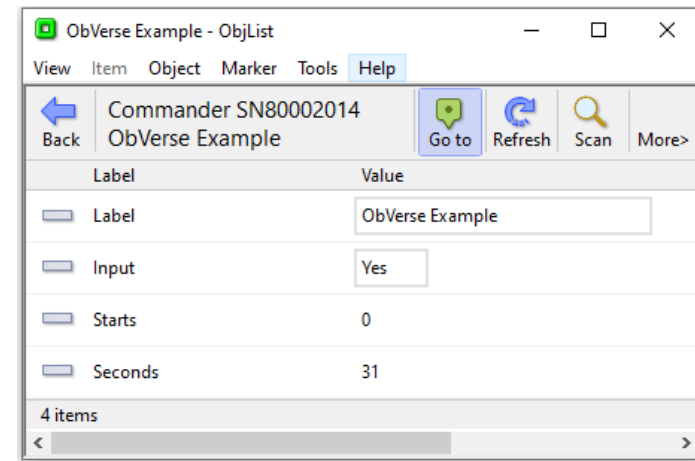 ObVerse Example - ObjList
View Item Object Marker Tools Help
Back Commander SN80002014 Go to Refresh Scan More>
ObVerse Example
Label Value
Label ObVerse Example
Input Yes
Starts 0
Seconds 31
4 items